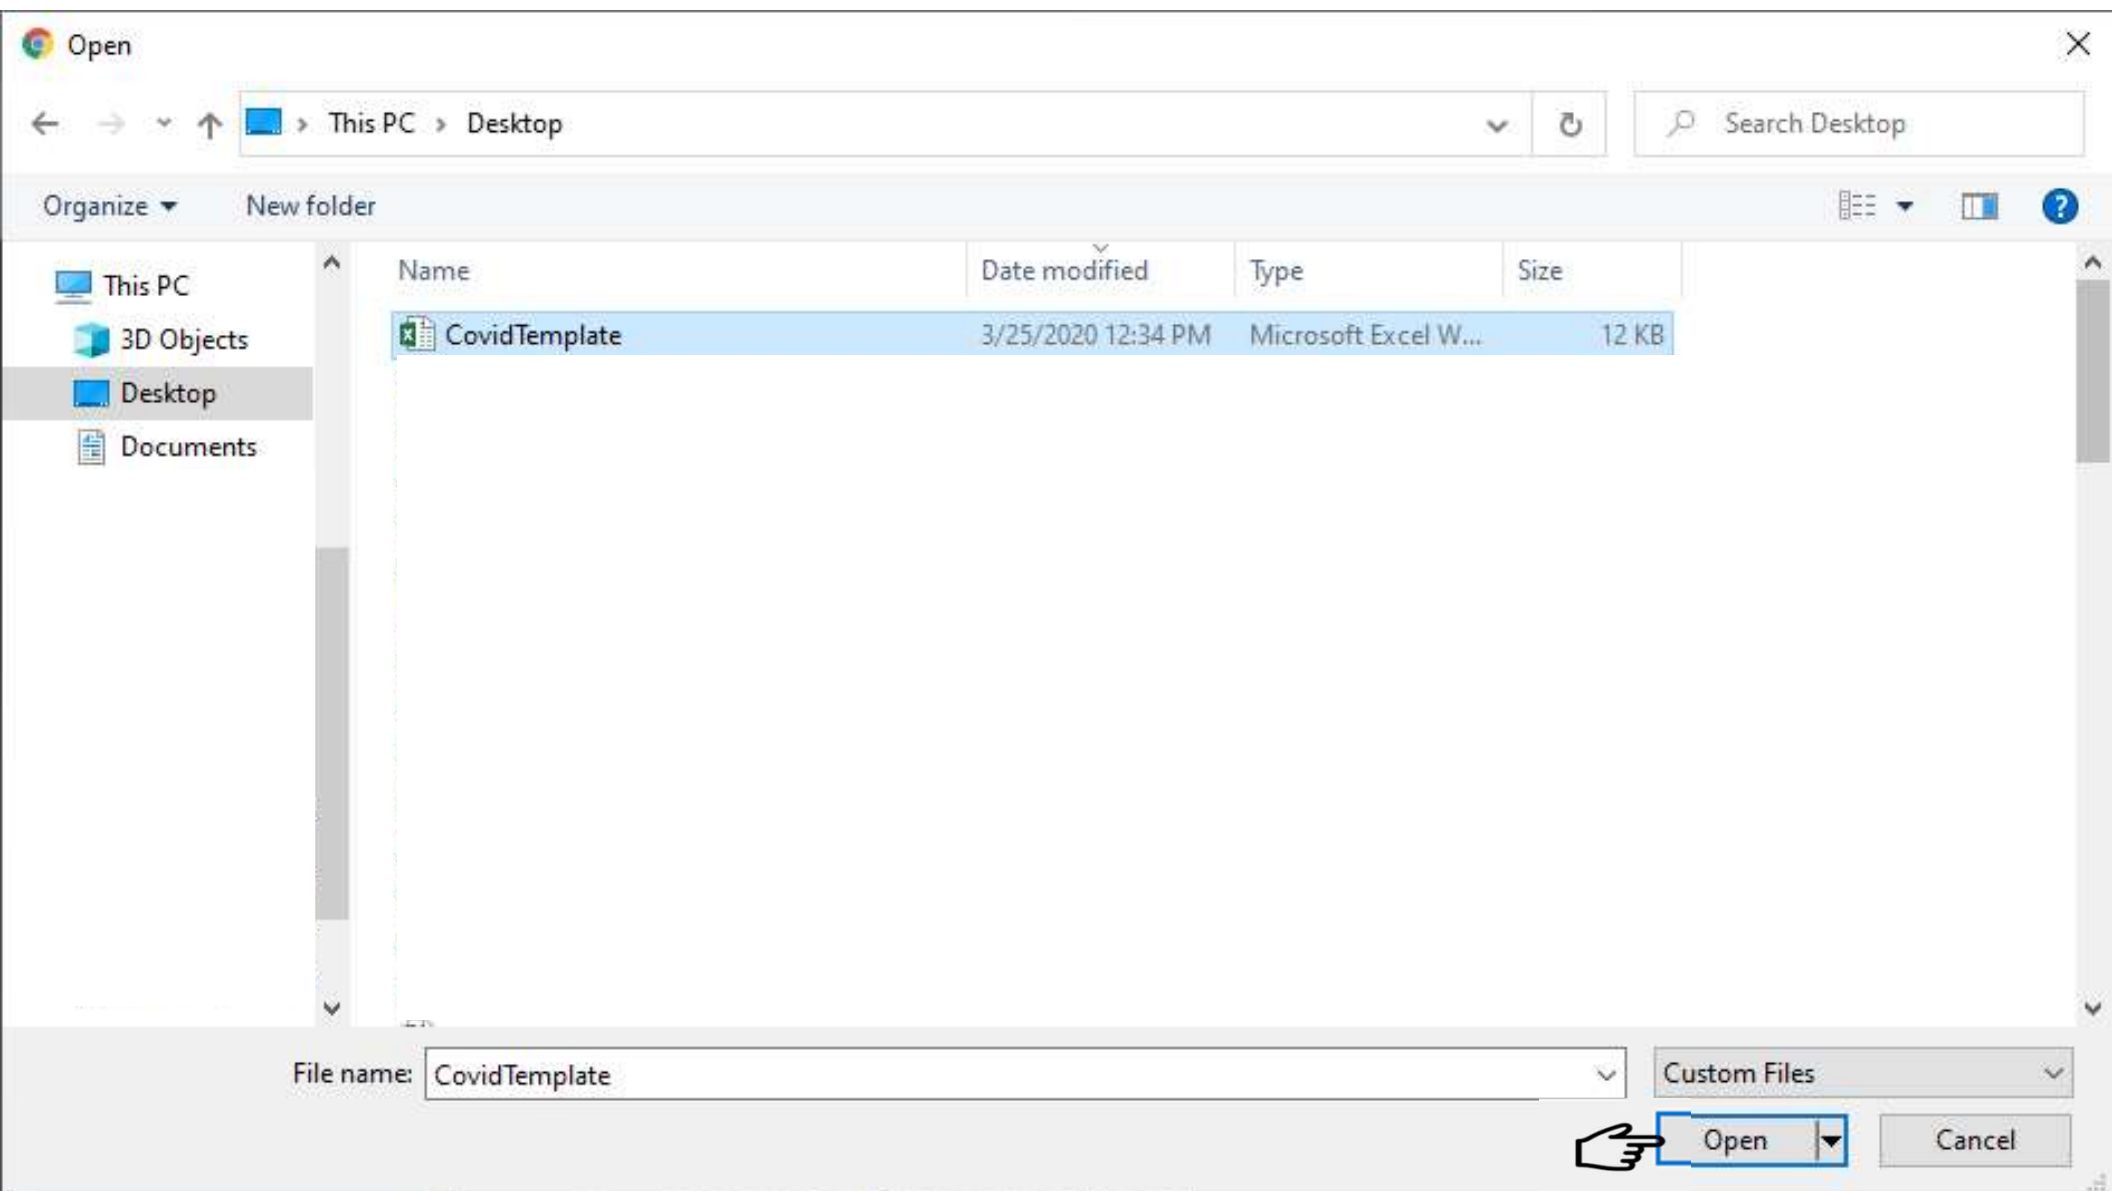 Open
This PC › Desktop
Search Desktop
Organize
New folder
?
This PC
3D Objects
Desktop
Documents
Name
Date modified
Type
Size
CovidTemplate
3/25/2020 12:34 PM
Microsoft Excel W...
12 KB
File name:
CovidTemplate
Custom Files
Open
Cancel